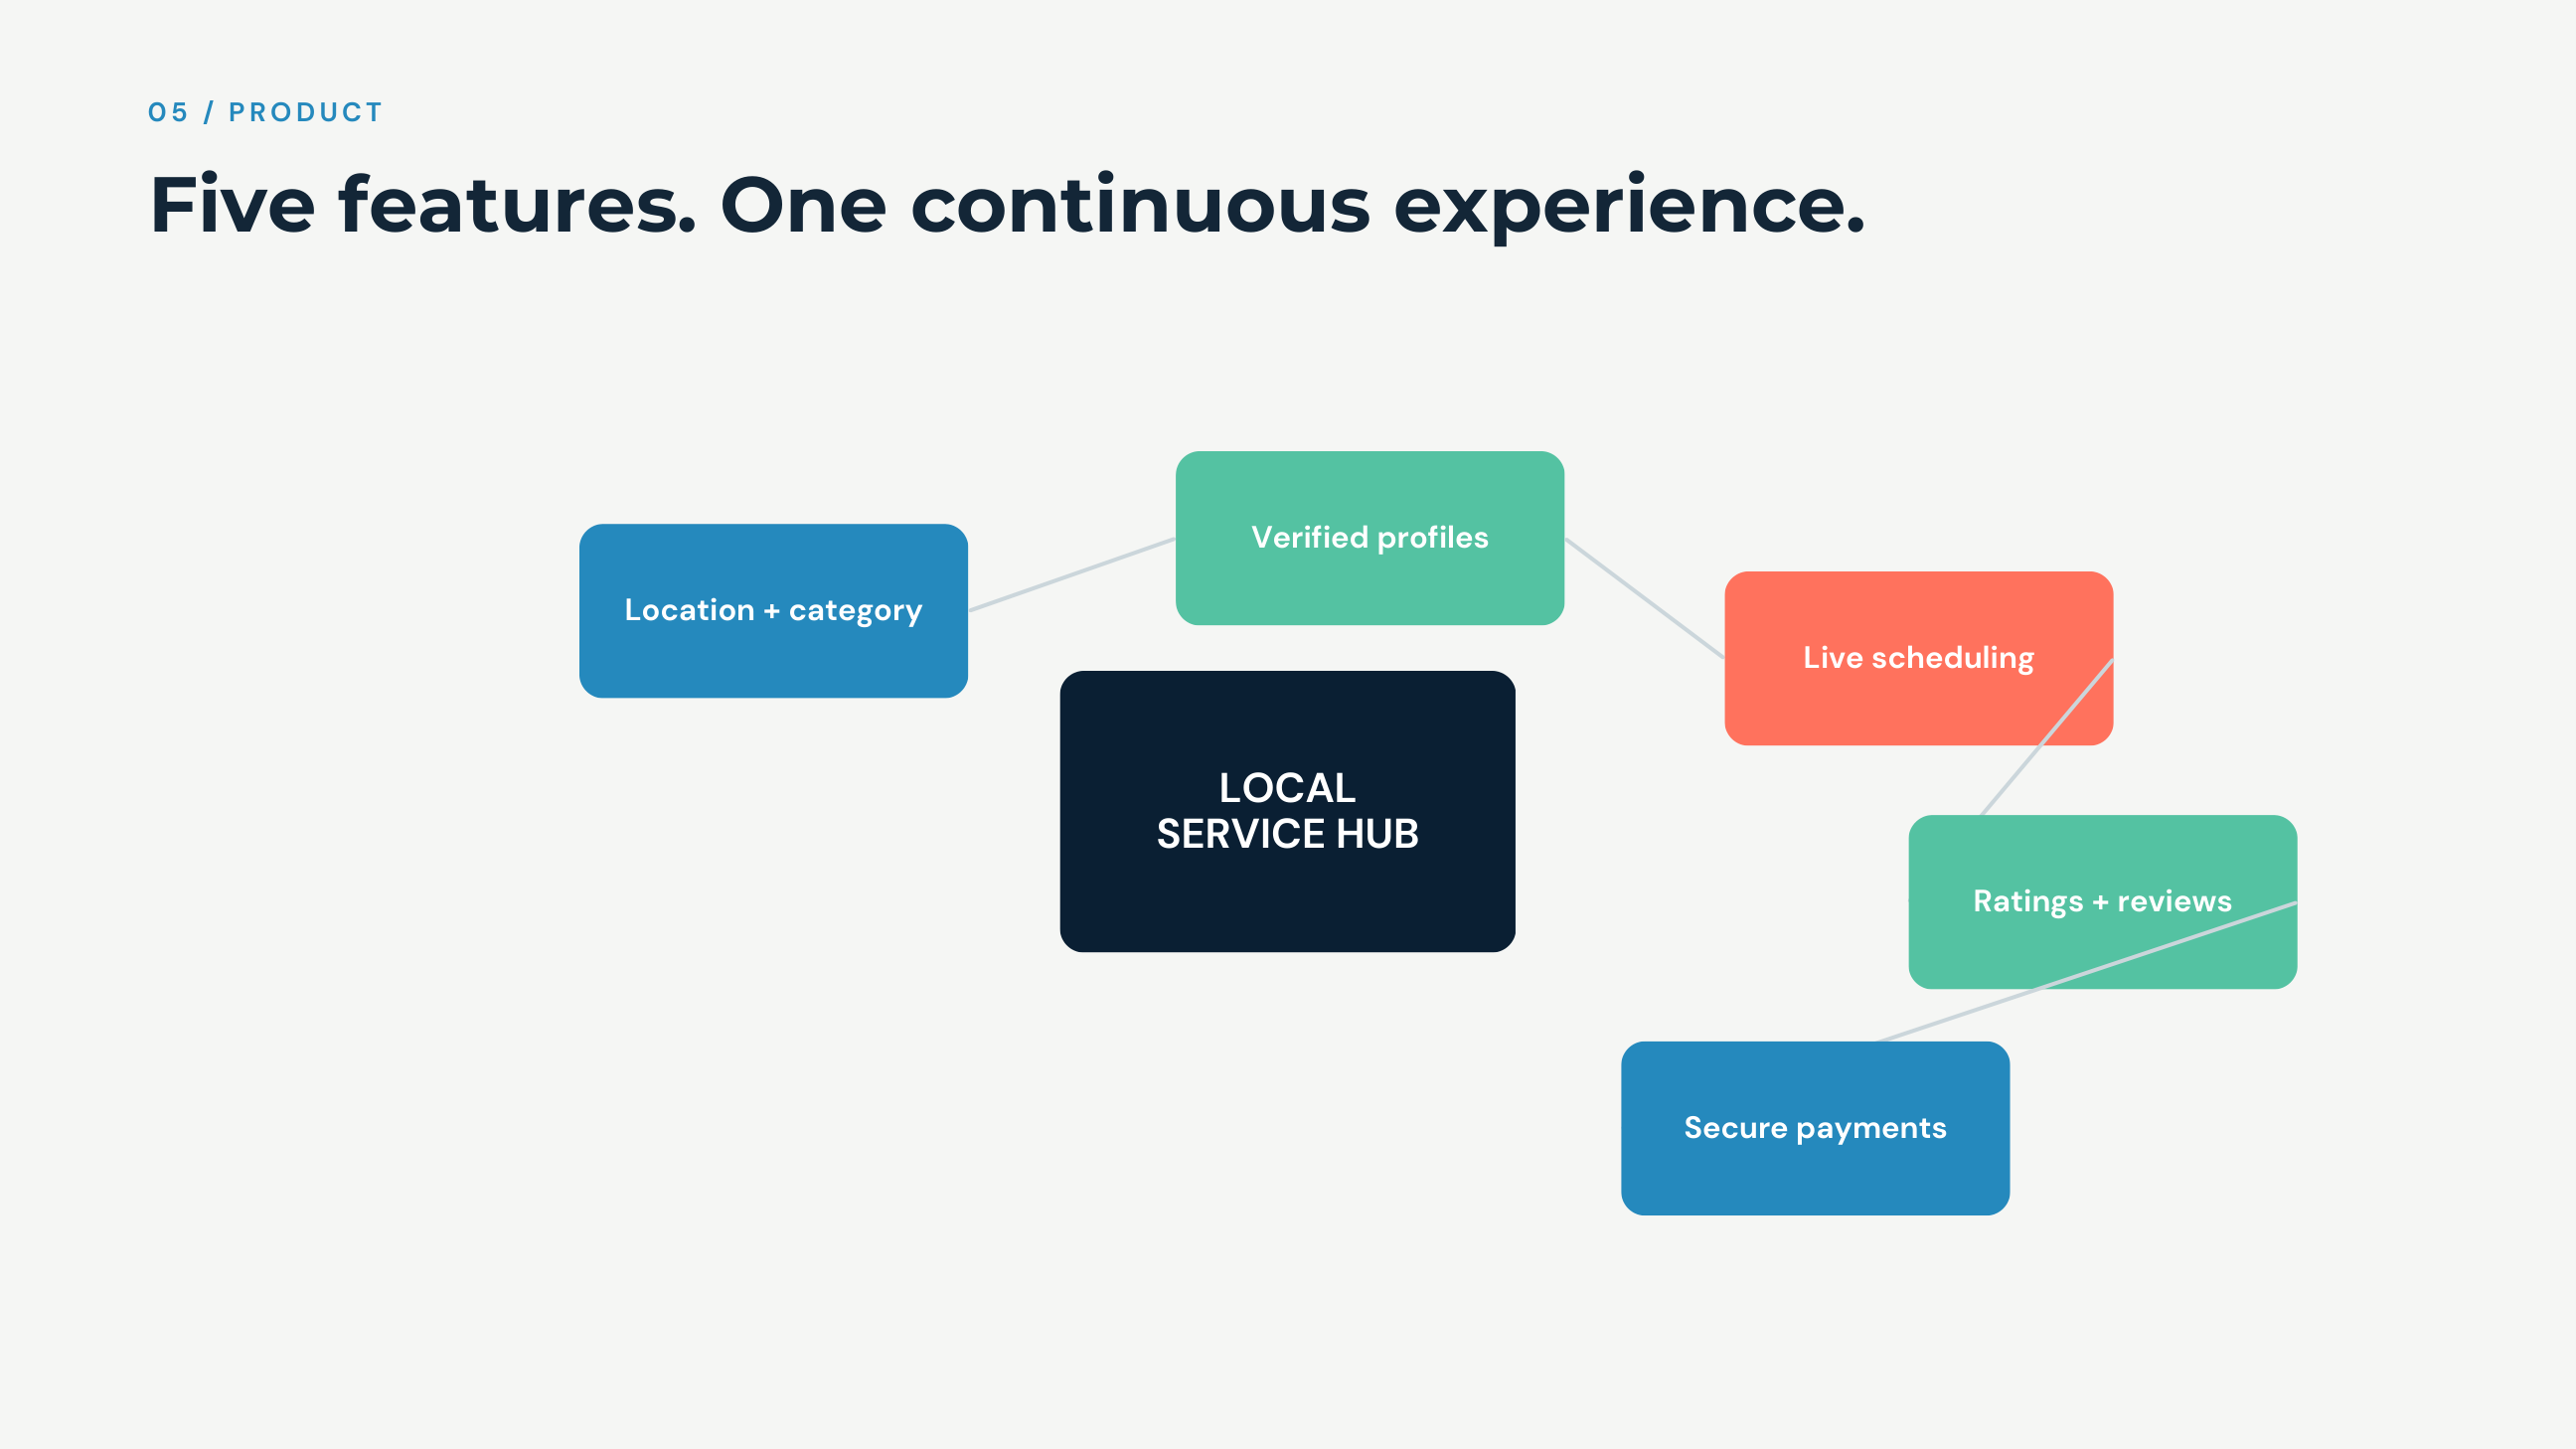 05 / PRODUCT
Five features. One continuous experience.
Verified profiles
Location + category
Live scheduling
LOCAL
SERVICE HUB
Ratings + reviews
Secure payments